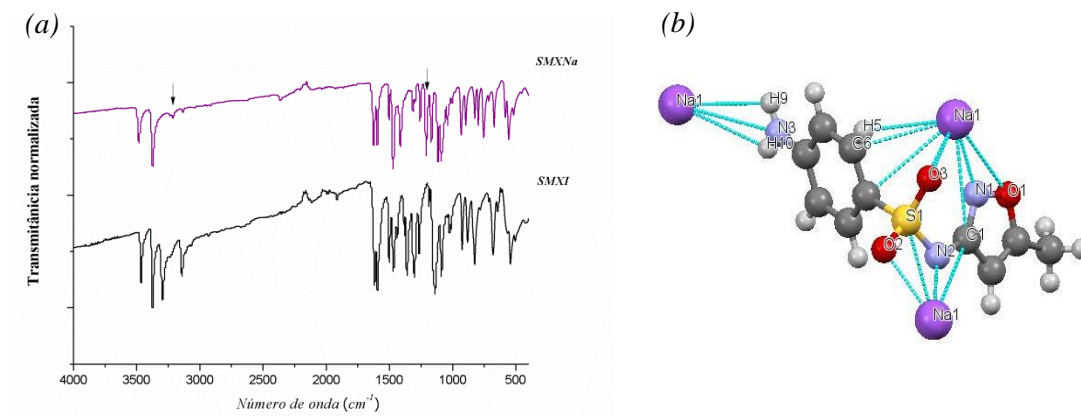 (a)
SMXNa
SMXI
Transmitânicia normalizada
4000 3500 3000 2500 2000 1500 1000 500
Número de onda (cm⁻¹)
(b)
Na1
H9
N3
H10
H5
C6
Na1
O3
N1
O1
S1
C1
O2
N2
Na1